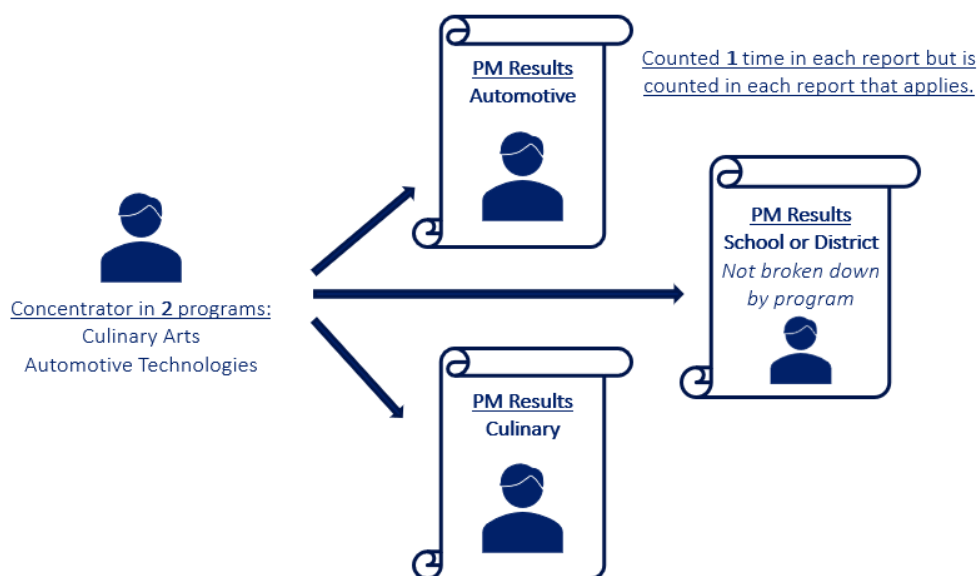 PM Results
Automotive
Counted 1 time in each report but is
counted in each report that applies.
PM Results
School or District
Not broken down
by program
Concentrator in 2 programs:
Culinary Arts
Automotive Technologies
PM Results
Culinary